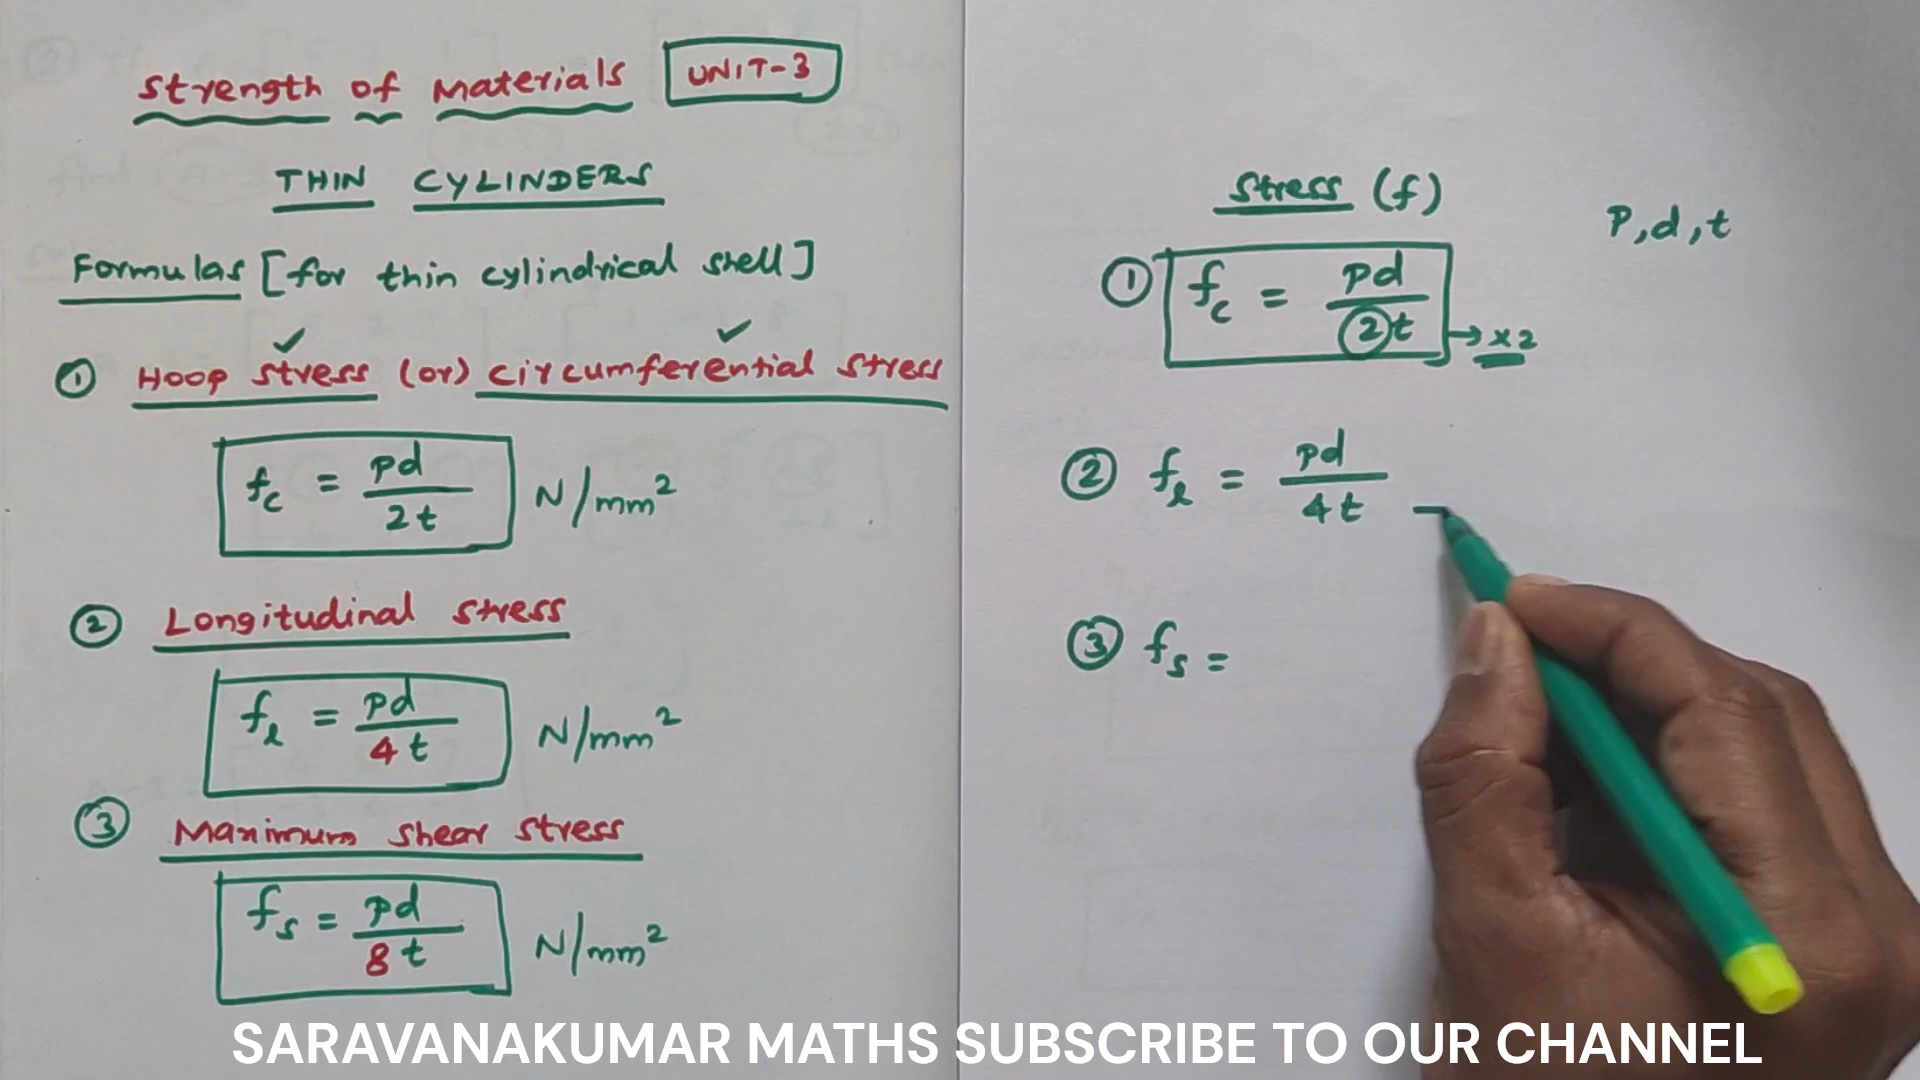 Strength of Materials UNIT-3
THIN CYLINDERS
Formulas [for thin cylindrical shell]
① Hoop stress (or) circumferential stress
fc = pd/2t N/mm²
② Longitudinal stress
fl = pd/4t N/mm²
③ Maximum shear stress
fs = pd/8t N/mm²
Stress (f)
P,d,t
① fc = pd/2t → x2
② fl = pd/4t
③ fs =
SARAVANAKUMAR MATHS SUBSCRIBE TO OUR CHANNEL